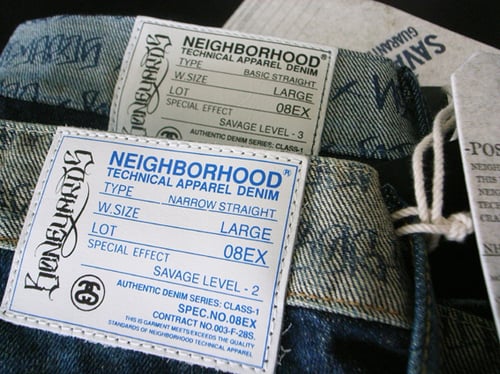 NEIGHBORHOOD®
TECHNICAL APPAREL DENIM
TYPE BASIC STRAIGHT
W.SIZE LARGE
LOT 08EX
SPECIAL EFFECT
SAVAGE LEVEL - 3
AUTHENTIC DENIM SERIES: CLASS-1
NEIGHBORHOOD®
TECHNICAL APPAREL DENIM
TYPE NARROW STRAIGHT
W.SIZE LARGE
LOT 08EX
SPECIAL EFFECT
SAVAGE LEVEL - 2
AUTHENTIC DENIM SERIES: CLASS-1
SPEC.NO.08EX
CONTRACT NO.003-F-28S.
THIS IS GARMENT MEETS/EXCEEDS THE QUALITY
STANDARDS OF NEIGHBORHOOD TECHNICAL APPAREL